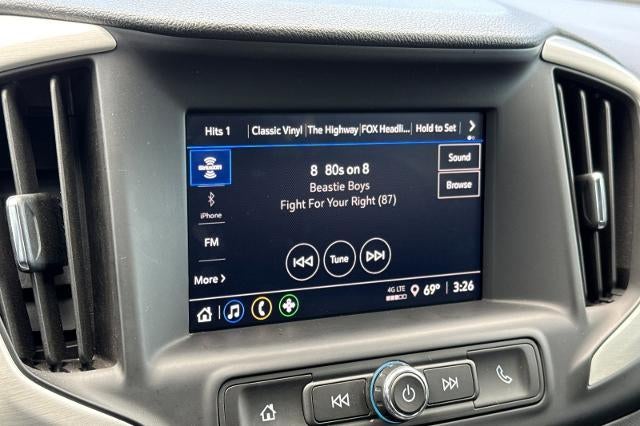 Hits 1 Classic Vinyl The Highway FOX Headli... Hold to Set
8 80s on 8
Beastie Boys
Fight For Your Right (87)
Sound
Browse
iPhone
FM
More
Tune
4G LTE
69° 3:26